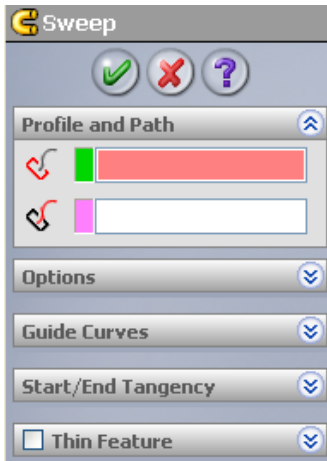 Sweep
?
Profile and Path
Options
Guide Curves
Start/End Tangency
Thin Feature